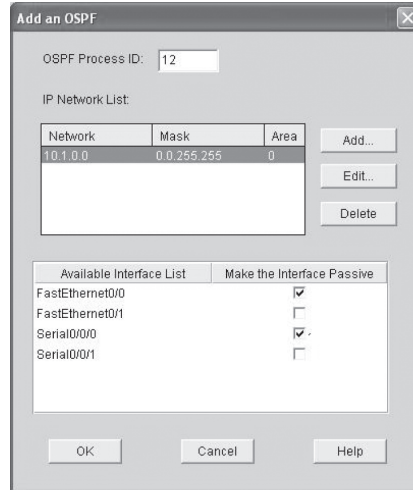 Add an OSPF
OSPF Process ID: 12
IP Network List:
Network Mask Area
10.1.0.0 0.0.255.255 0
Add...
Edit...
Delete
Available Interface List Make the Interface Passive
FastEthernet0/0
FastEthernet0/1
Serial0/0/0
Serial0/0/1
OK Cancel Help